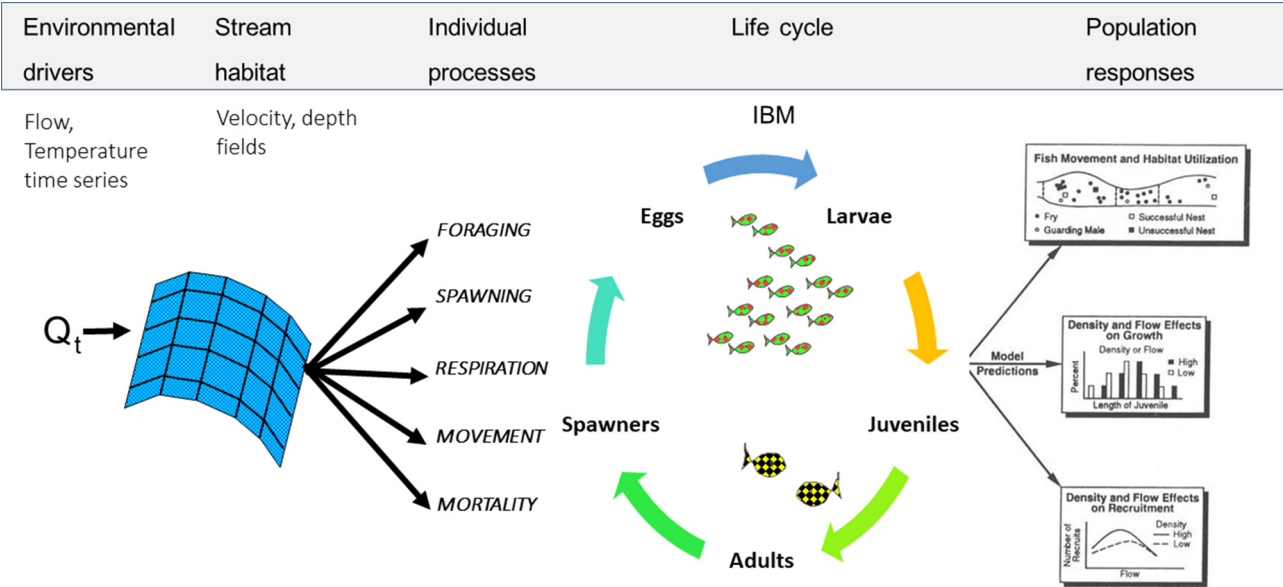 Environmental
drivers
Stream
habitat
Individual
processes
Life cycle
Population
responses
Flow,
Temperature
time series
Velocity, depth
fields
Qt
FORAGING
SPAWNING
RESPIRATION
MOVEMENT
MORTALITY
IBM
Eggs
Larvae
Spawners
Juveniles
Adults
Model
Predictions
Fish Movement and Habitat Utilization
• Fry
□ Successful Nest
○ Guarding Male
■ Unsuccessful Nest
Density and Flow Effects
on Growth
Density or Flow
■ High
□ Low
Percent
Length of Juvenile
Density and Flow Effects
on Recruitment
Density
High
Low
Number of
Recruits
Flow